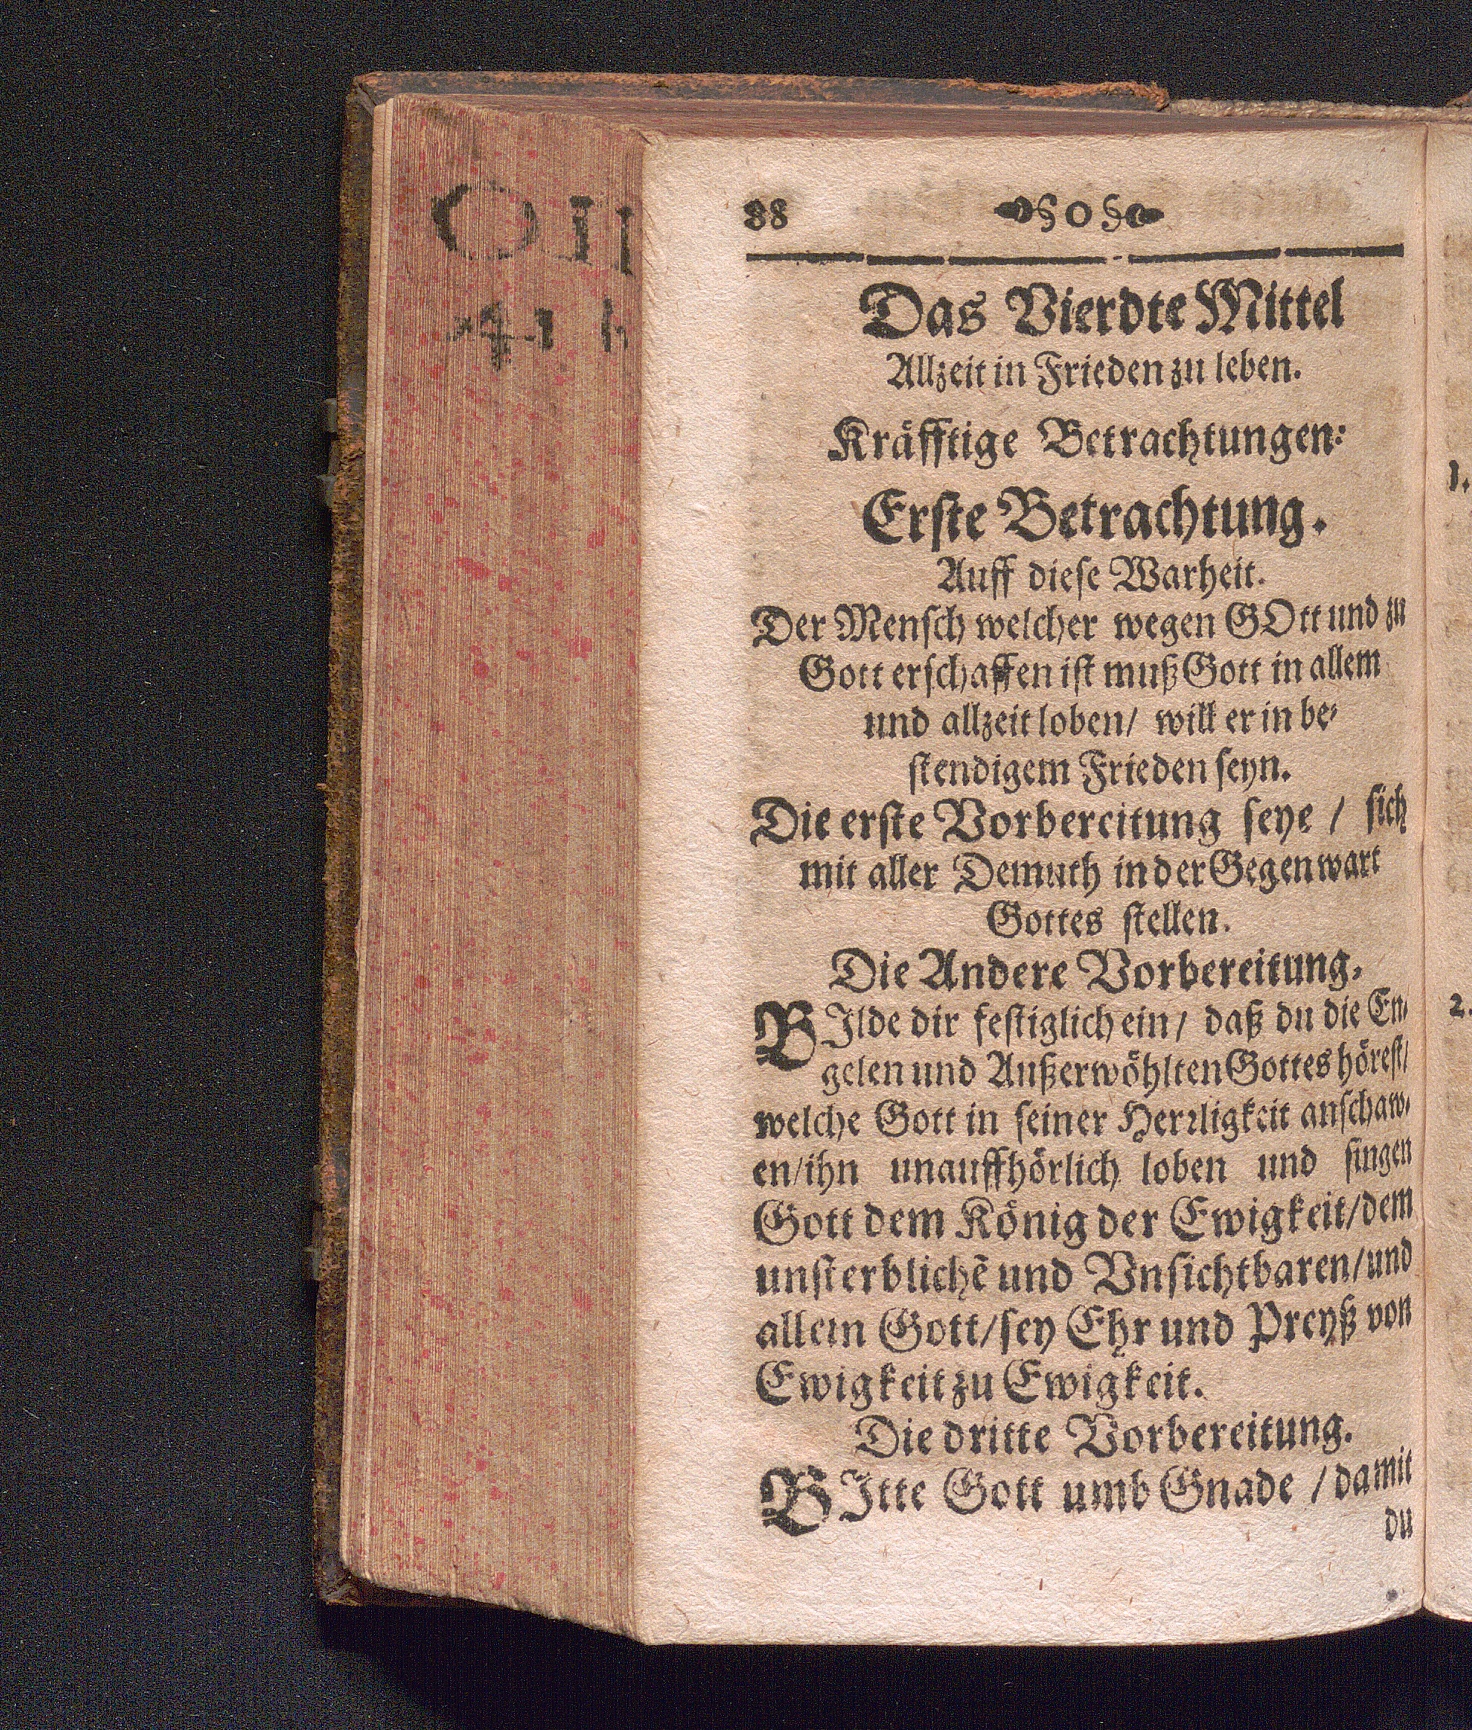 88 §0§
Das Vierdte Mittel
Allzeit in Frieden zu leben.
Kräfftige Betrachtungen:
Erste Betrachtung.
Auff diese Warheit.
Der Mensch welcher wegen GOtt und zu
Gott erschaffen ist muß Gott in allem
und allzeit loben/ will er in be-
stendigem Frieden seyn.
Die erste Vorbereitung seye / sich
mit aller Demuth in der Gegenwart
Gottes stellen.
Die Andere Vorbereitung.
BIlde dir festiglich ein/ daß du die En-
gelen und Außerwöhlten Gottes hörest/
welche Gott in seiner Herrligkeit anschaw-
en/ihn unauffhörlich loben und singen
Gott dem König der Ewigkeit/dem
unsterblichẽ und Vnsichtbaren/und
allein Gott/sey Ehr und Preyß von
Ewigkeit zu Ewigkeit.
Die dritte Vorbereitung.
BItte Gott umb Gnade / damit
du
1.
2.